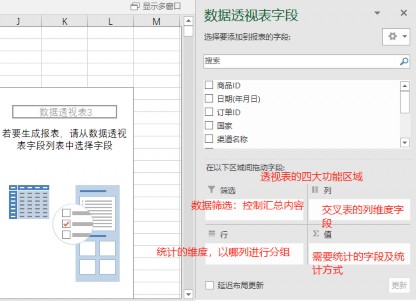 显示多窗口
J K L
数据透视表3
若要生成报表，请从数据透视
表字段列表中选择字段
数据透视表字段
选择要添加到报表的字段:
搜索
商品ID
日期(年月日)
订单ID
国家
渠道名称
在以下区域间拖动字段:
透视表的四大功能区域
筛选
列
数据筛选：控制汇总内容
交叉表的列维度字
段
行
Σ 值
统计的维度，以哪列进行分组
需要统计的字段及统
计方式
延迟布局更新
更新